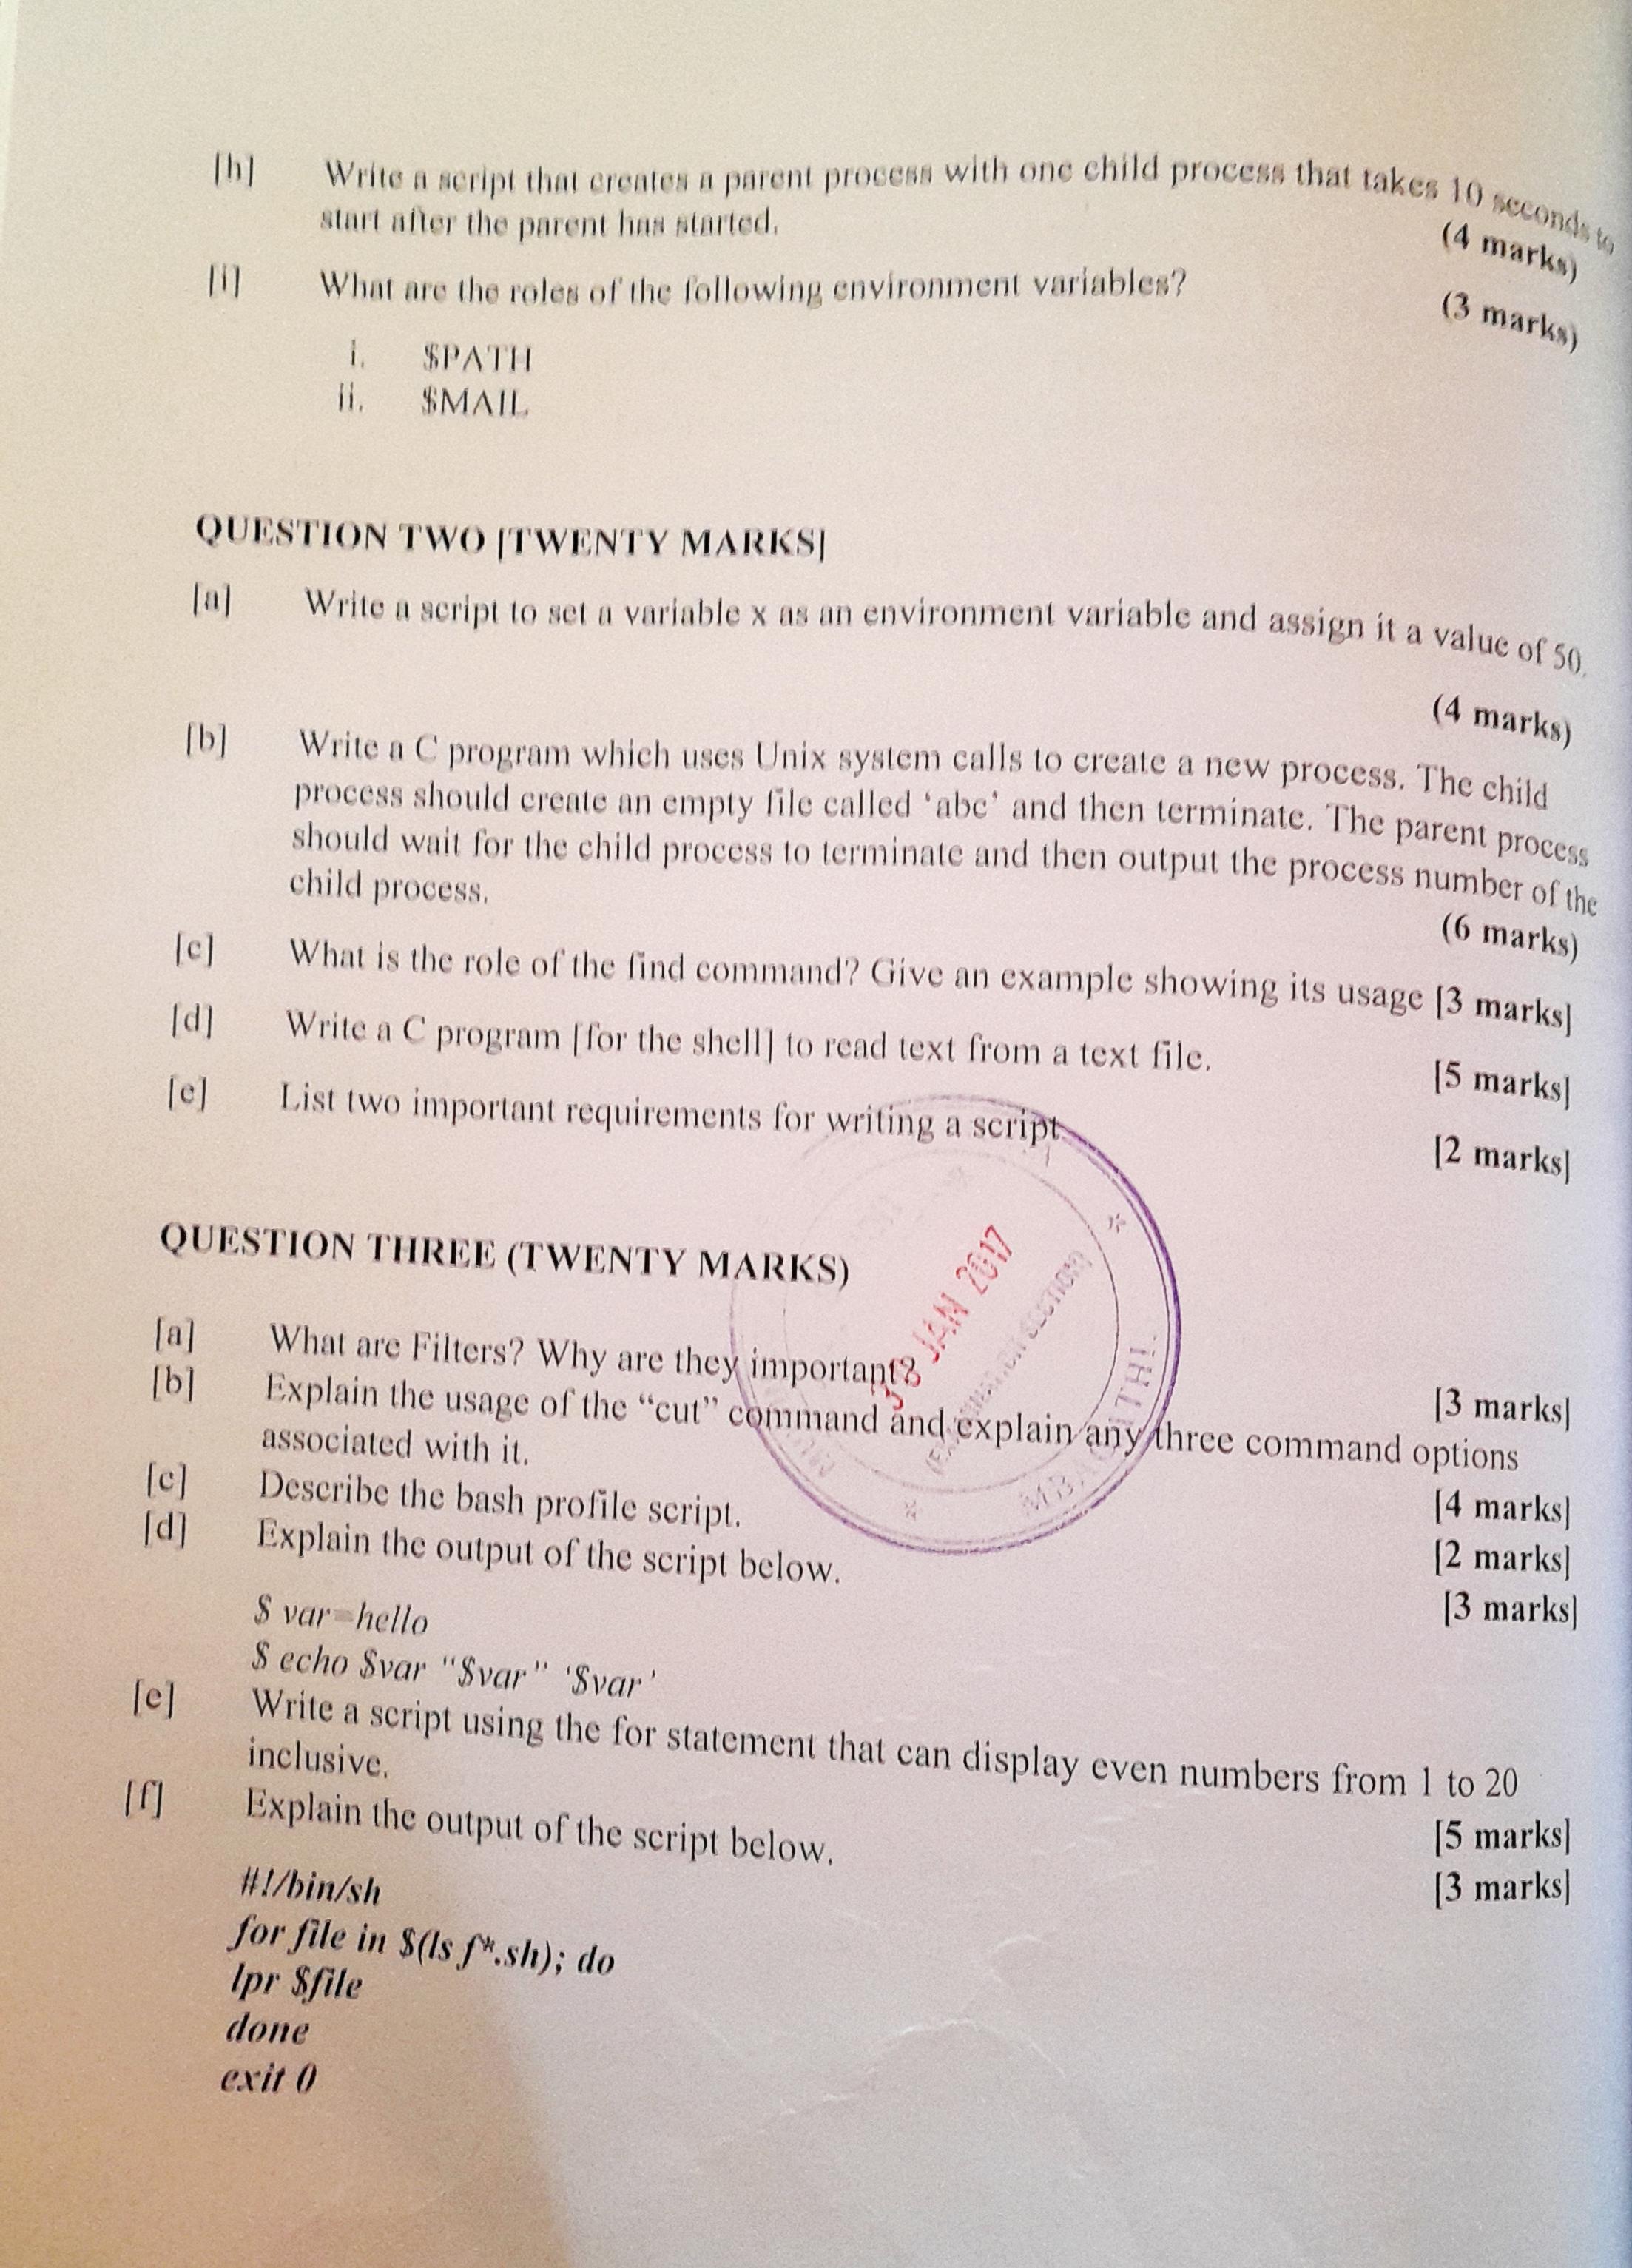 [h] Write a script that creates a parent process with one child process that takes 10 seconds to
start after the parent has started.
(4 marks)
[i] What are the roles of the following environment variables?
(3 marks)
i. $PATH
ii. $MAIL
QUESTION TWO [TWENTY MARKS]
[a] Write a script to set a variable x as an environment variable and assign it a value of 50.
(4 marks)
[b] Write a C program which uses Unix system calls to create a new process. The child
process should create an empty file called ‘abc’ and then terminate. The parent process
should wait for the child process to terminate and then output the process number of the
child process.
(6 marks)
[c] What is the role of the find command? Give an example showing its usage [3 marks]
[d] Write a C program [for the shell] to read text from a text file.
[5 marks]
[e] List two important requirements for writing a script
[2 marks]
QUESTION THREE (TWENTY MARKS)
[a] What are Filters? Why are they important?
[3 marks]
[b] Explain the usage of the “cut” command and explain any three command options
associated with it.
[4 marks]
[c] Describe the bash profile script.
[2 marks]
[d] Explain the output of the script below.
[3 marks]
$ var=hello
$ echo $var "$var" '$var'
[e] Write a script using the for statement that can display even numbers from 1 to 20
inclusive.
[5 marks]
[f] Explain the output of the script below.
[3 marks]
#!/bin/sh
for file in $(ls f*.sh); do
lpr $file
done
exit 0
JAN 2017